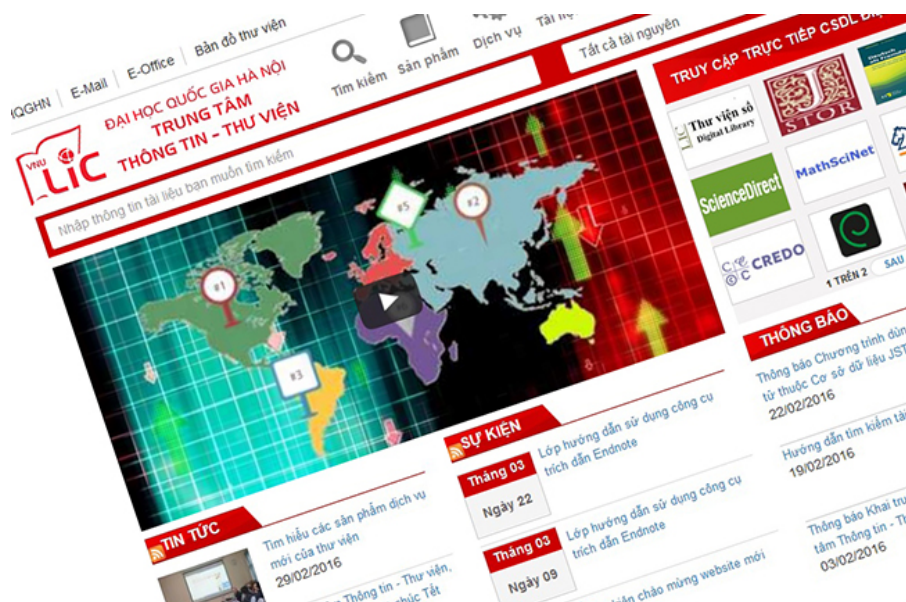 E-Mail
E-Office
Bản đồ thư viện
Tìm kiếm
Sản phẩm
Dịch vụ
VNU
LIC
ĐẠI HỌC QUỐC GIA HÀ NỘI
TRUNG TÂM
THÔNG TIN – THƯ VIỆN
Tất cả tài nguyên
Nhập thông tin tài liệu bạn muốn tìm kiếm
#1
#2
#3
#5
TRUY CẬP TRỰC TIẾP CSDL
Thư viện số
Digital Library
JSTOR
ScienceDirect
MathSciNet
CREDO
1 TRÊN 2
SAU
THÔNG BÁO
Thông báo Chương trình dùng
từ thuộc Cơ sở dữ liệu
22/02/2016
Hướng dẫn tìm kiếm
19/02/2016
Thông báo Khai
tâm Thông tin -
03/02/2016
SỰ KIỆN
Tháng 03
Ngày 22
Lớp hướng dẫn sử dụng công cụ
trích dẫn Endnote
Tháng 03
Ngày 09
Lớp hướng dẫn sử dụng công cụ
trích dẫn Endnote
chào mừng website mới
TIN TỨC
Tìm hiểu các sản phẩm dịch vụ
mới của thư viện
29/02/2016
Thông tin - Thư viện,
Tết